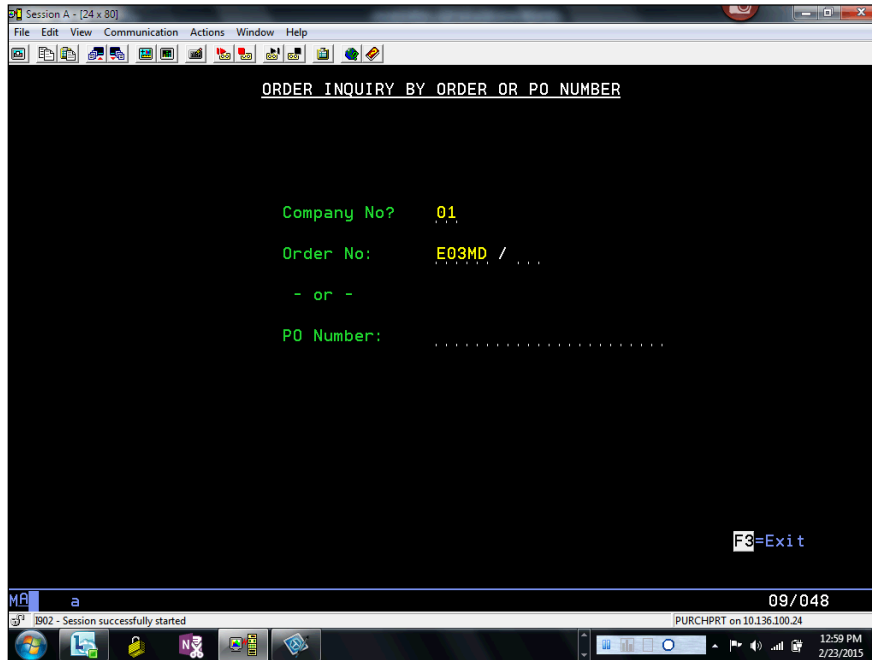 Session A - [24 x 80]
File Edit View Communication Actions Window Help
ORDER INQUIRY BY ORDER OR PO NUMBER
Company No? 01
Order No: E03MD /
- or -
PO Number:
F3=Exit
MA a 09/048
I902 - Session successfully started PURCHPRT on 10.136.100.24
12:59 PM
2/23/2015